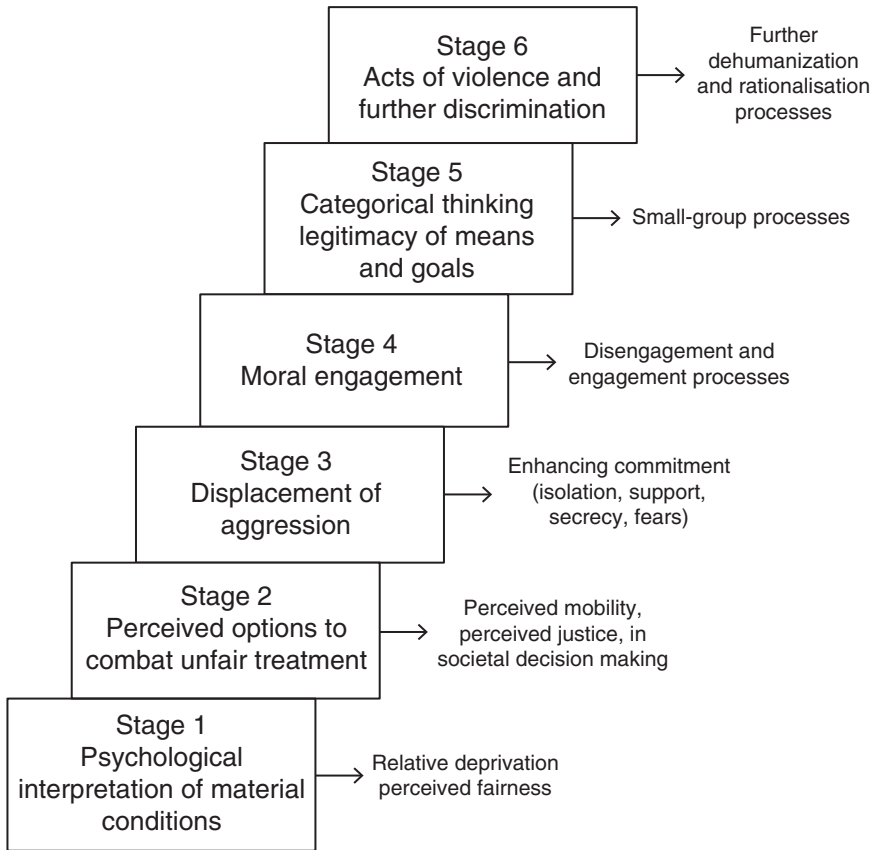 Stage 6
Acts of violence and
further discrimination
Further
dehumanization
and rationalisation
processes
Stage 5
Categorical thinking
legitimacy of means
and goals
Small-group processes
Stage 4
Moral engagement
Disengagement and
engagement processes
Stage 3
Displacement of
aggression
Enhancing commitment
(isolation, support,
secrecy, fears)
Stage 2
Perceived options to
combat unfair treatment
Perceived mobility,
perceived justice, in
societal decision making
Stage 1
Psychological
interpretation of material
conditions
Relative deprivation
perceived fairness